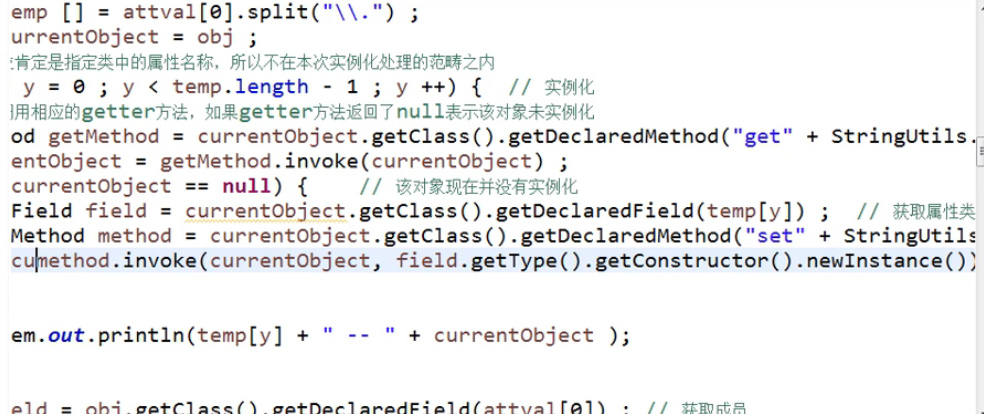 emp [] = attval[0].split("\\.") ;
urrentObject = obj ;
肯定是指定类中的属性名称，所以不在本次实例化处理的范畴之内
y = 0 ; y < temp.length - 1 ; y ++) {  // 实例化
用相应的getter方法，如果getter方法返回了null表示该对象未实例化
od getMethod = currentObject.getClass().getDeclaredMethod("get" + StringUtils.
entObject = getMethod.invoke(currentObject) ;
currentObject == null) {    // 该对象现在并没有实例化
Field field = currentObject.getClass().getDeclaredField(temp[y]) ;  // 获取属性类
Method method = currentObject.getClass().getDeclaredMethod("set" + StringUtils
cumethod.invoke(currentObject, field.getType().getConstructor().newInstance())
em.out.println(temp[y] + " -- " + currentObject );
eld = obj.getClass().getDeclaredField(attval[0]) ; // 获取成员